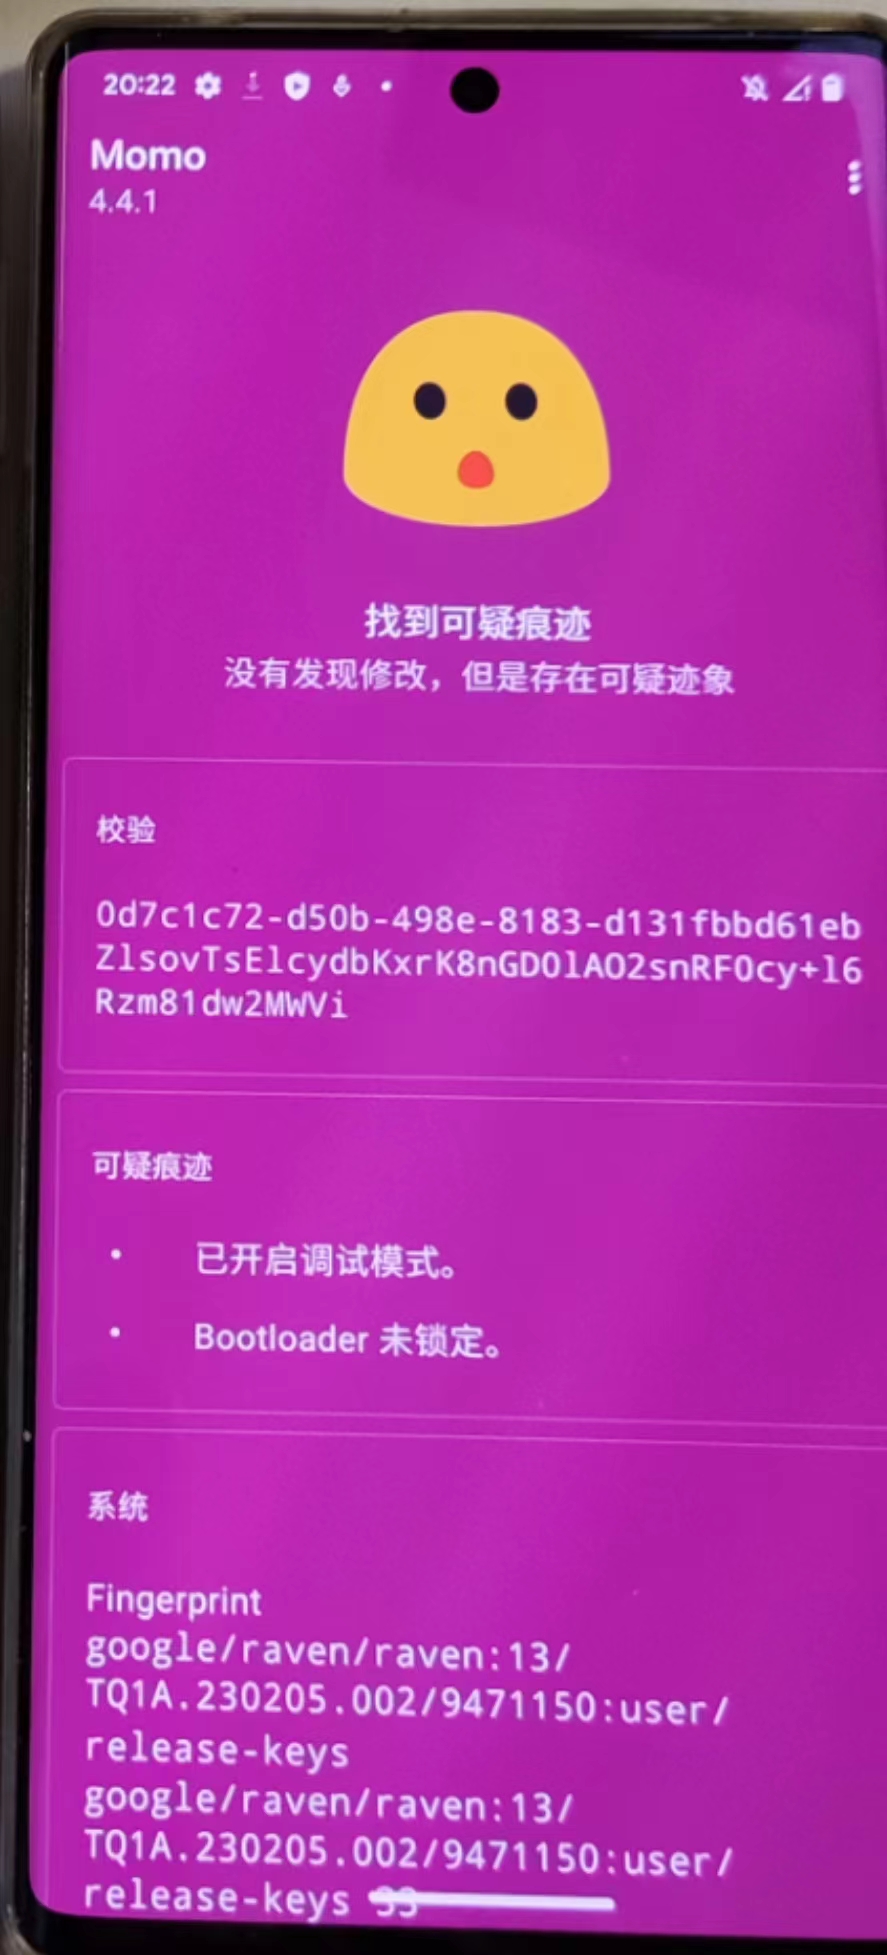 20:22
Momo
4.4.1
找到可疑痕迹
没有发现修改，但是存在可疑迹象
校验
0d7c1c72-d50b-498e-8183-d131fbbd61eb
ZlsovTsElcydbKxrK8nGD0lAO2snRF0cy+l6
Rzm81dw2MWVi
可疑痕迹
• 已开启调试模式。
• Bootloader 未锁定。
系统
Fingerprint
google/raven/raven:13/
TQ1A.230205.002/9471150:user/
release-keys
google/raven/raven:13/
TQ1A.230205.002/9471150:user/
release-keys 33